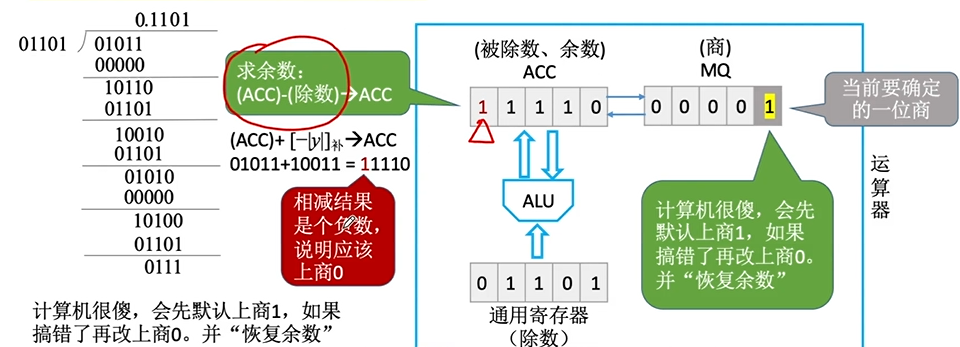 0.1101
01101
01011
00000
10110
01101
10010
01101
01010
00000
10100
01101
0111
求余数:
(ACC)-(除数)→ACC
(ACC)+ [−|y|]补→ACC
01011+10011 = 11110
相减结果
是个负数,
说明应该
上商0
计算机很傻，会先默认上商1，如果
搞错了再改上商0。并“恢复余数”
(被除数、余数)
ACC
1 1 1 1 0
(商)
MQ
0 0 0 0 1
当前要确定
的一位商
ALU
0 1 1 0 1
通用寄存器
（除数）
运算器
计算机很傻，会先
默认上商1，如果
搞错了再改上商0。
并“恢复余数”